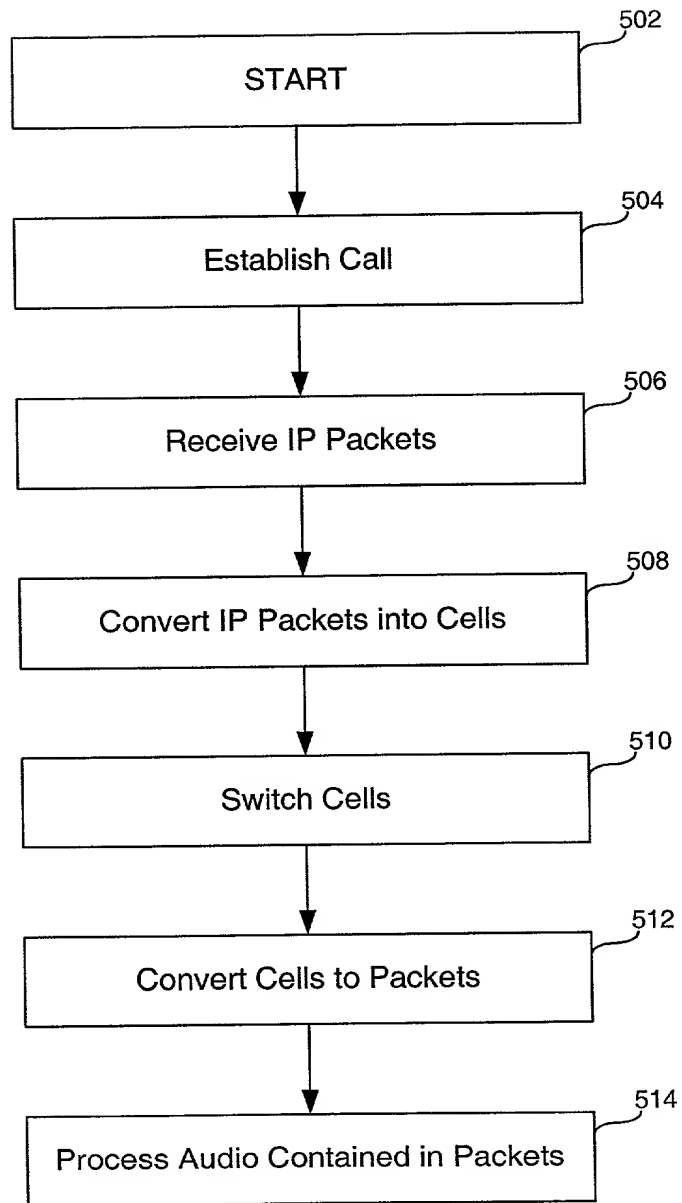 502
START
504
Establish Call
506
Receive IP Packets
508
Convert IP Packets into Cells
510
Switch Cells
512
Convert Cells to Packets
514
Process Audio Contained in Packets